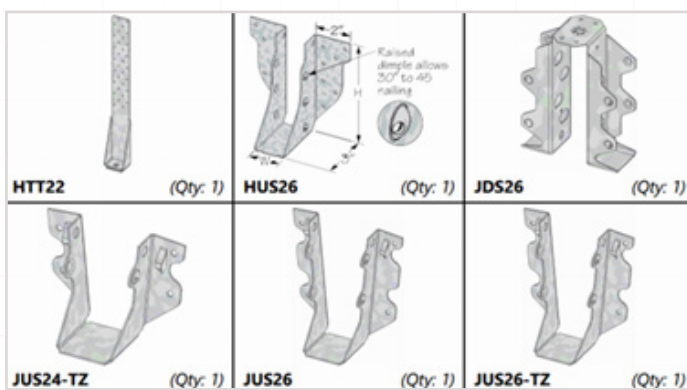 2"
Raised
dimple allows
30° to 45
nailing
H
W
3"
HTT22 (Qty: 1)
HUS26 (Qty: 1)
JDS26 (Qty: 1)
JUS24-TZ (Qty: 1)
JUS26 (Qty: 1)
JUS26-TZ (Qty: 1)